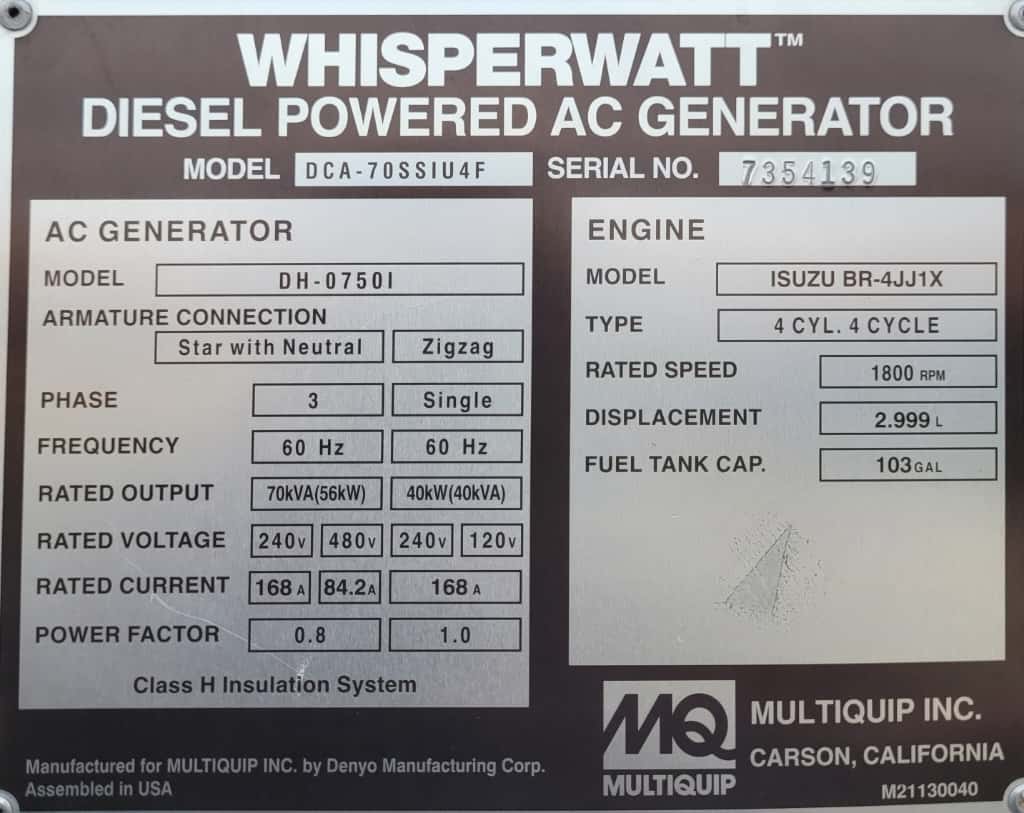 WHISPERWATT™
DIESEL POWERED AC GENERATOR
MODEL DCA-70SSIU4F SERIAL NO. 7354139
AC GENERATOR
MODEL DH-0750I
ARMATURE CONNECTION
Star with Neutral Zigzag
PHASE 3 Single
FREQUENCY 60 Hz 60 Hz
RATED OUTPUT 70kVA(56kW) 40kW(40kVA)
RATED VOLTAGE 240V 480V 240V 120V
RATED CURRENT 168 A 84.2A 168 A
POWER FACTOR 0.8 1.0
Class H Insulation System
ENGINE
MODEL ISUZU BR-4JJ1X
TYPE 4 CYL. 4 CYCLE
RATED SPEED 1800 RPM
DISPLACEMENT 2.999 L
FUEL TANK CAP. 103 GAL
Manufactured for MULTIQUIP INC. by Denyo Manufacturing Corp.
Assembled in USA
MQ
MULTIQUIP
MULTIQUIP INC.
CARSON, CALIFORNIA
M21130040